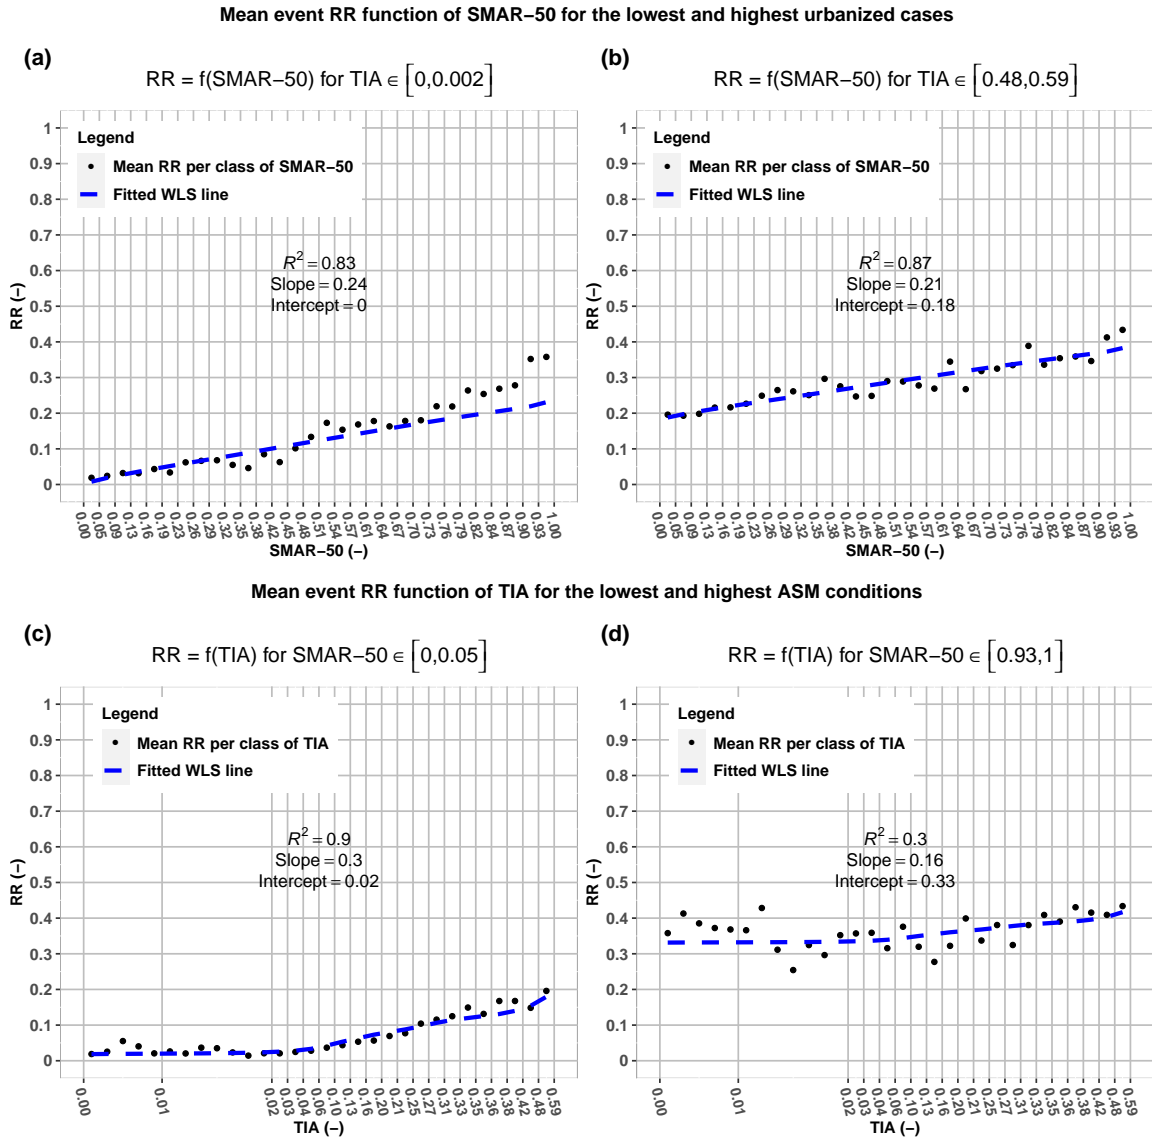 Mean event RR function of SMAR−50 for the lowest and highest urbanized cases
(a)
RR = f(SMAR−50) for TIA ∈ [0,0.002]
Legend
Mean RR per class of SMAR−50
Fitted WLS line
R² = 0.83
Slope = 0.24
Intercept = 0
RR (−)
1
0.9
0.8
0.7
0.6
0.5
0.4
0.3
0.2
0.1
0
0.00 0.05 0.09 0.13 0.16 0.19 0.23 0.26 0.29 0.32 0.35 0.38 0.42 0.45 0.48 0.51 0.54 0.57 0.61 0.64 0.67 0.70 0.73 0.76 0.79 0.82 0.84 0.87 0.90 0.93 1.00
SMAR−50 (−)
(b)
RR = f(SMAR−50) for TIA ∈ [0.48,0.59]
Legend
Mean RR per class of SMAR−50
Fitted WLS line
R² = 0.87
Slope = 0.21
Intercept = 0.18
RR (−)
1
0.9
0.8
0.7
0.6
0.5
0.4
0.3
0.2
0.1
0
0.00 0.05 0.09 0.13 0.16 0.19 0.23 0.26 0.29 0.32 0.35 0.38 0.42 0.45 0.48 0.51 0.54 0.57 0.61 0.64 0.67 0.70 0.73 0.76 0.79 0.82 0.84 0.87 0.90 0.93 1.00
SMAR−50 (−)
Mean event RR function of TIA for the lowest and highest ASM conditions
(c)
RR = f(TIA) for SMAR−50 ∈ [0,0.05]
Legend
Mean RR per class of TIA
Fitted WLS line
R² = 0.9
Slope = 0.3
Intercept = 0.02
RR (−)
1
0.9
0.8
0.7
0.6
0.5
0.4
0.3
0.2
0.1
0
0.00 0.01 0.02 0.03 0.04 0.06 0.10 0.13 0.16 0.20 0.21 0.25 0.27 0.31 0.33 0.35 0.36 0.38 0.42 0.48 0.59
TIA (−)
(d)
RR = f(TIA) for SMAR−50 ∈ [0.93,1]
Legend
Mean RR per class of TIA
Fitted WLS line
R² = 0.3
Slope = 0.16
Intercept = 0.33
RR (−)
1
0.9
0.8
0.7
0.6
0.5
0.4
0.3
0.2
0.1
0
0.00 0.01 0.02 0.03 0.04 0.06 0.10 0.13 0.16 0.20 0.21 0.25 0.27 0.31 0.33 0.35 0.36 0.38 0.42 0.48 0.59
TIA (−)